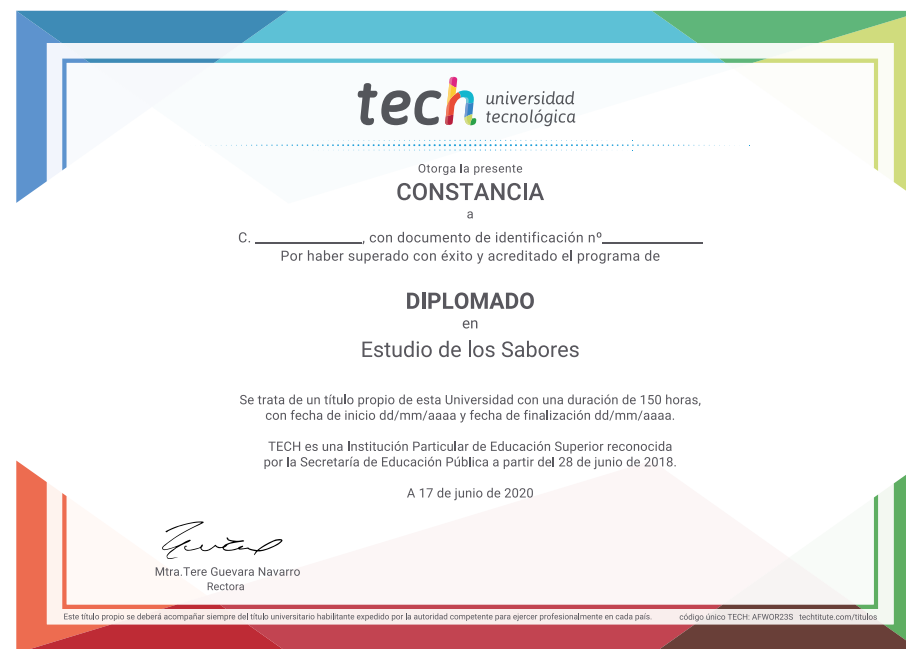 tech universidad
tecnológica
Otorga la presente
CONSTANCIA
a
C. ____________, con documento de identificación nº____________
Por haber superado con éxito y acreditado el programa de
DIPLOMADO
en
Estudio de los Sabores
Se trata de un título propio de esta Universidad con una duración de 150 horas,
con fecha de inicio dd/mm/aaaa y fecha de finalización dd/mm/aaaa.
TECH es una Institución Particular de Educación Superior reconocida
por la Secretaría de Educación Pública a partir del 28 de junio de 2018.
A 17 de junio de 2020
Mtra.Tere Guevara Navarro
Rectora
Este título propio se deberá acompañar siempre del título universitario habilitante expedido por la autoridad competente para ejercer profesionalmente en cada país. código único TECH: AFWOR23S techtitute.com/titulos